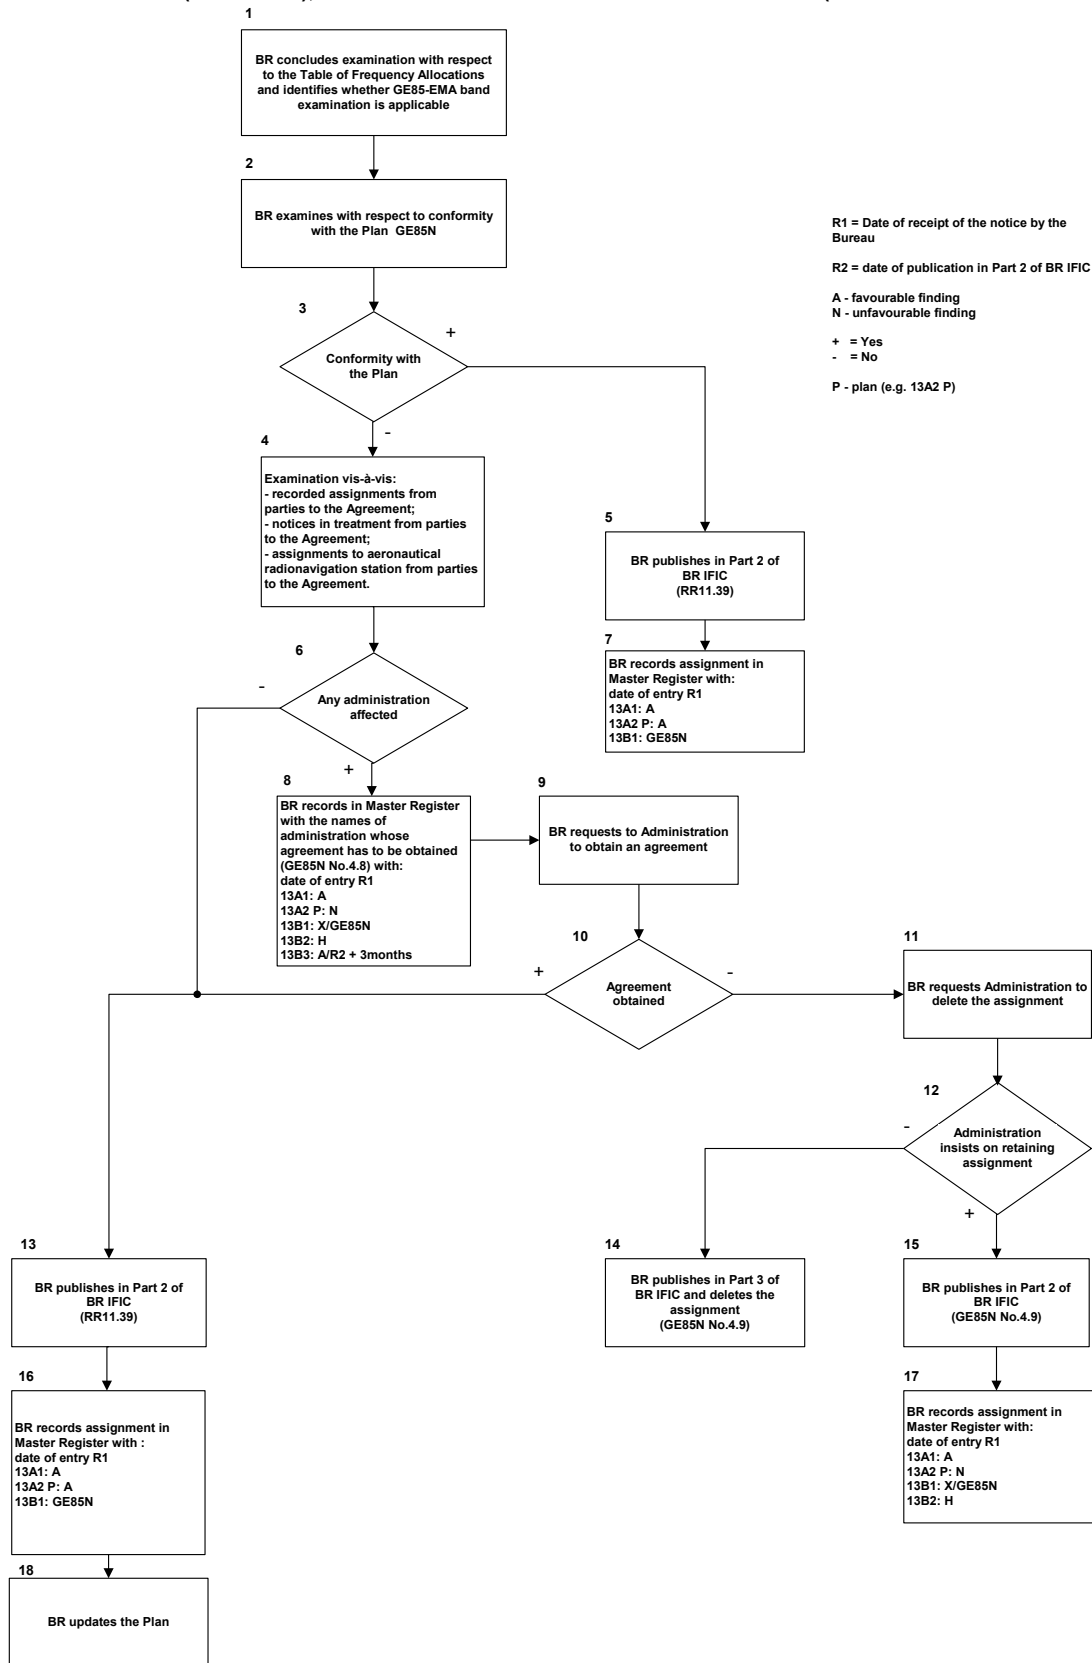 1
BR concludes examination with respect
to the Table of Frequency Allocations
and identifies whether GE85-EMA band
examination is applicable
2
BR examines with respect to conformity
with the Plan GE85N
R1 = Date of receipt of the notice by the
Bureau
R2 = date of publication in Part 2 of BR IFIC
A - favourable finding
N - unfavourable finding
+ = Yes
- = No
P - plan (e.g. 13A2 P)
3
+
Conformity with
the Plan
-
4
Examination vis-à-vis:
- recorded assignments from
parties to the Agreement;
- notices in treatment from parties
to the Agreement;
- assignments to aeronautical
radionavigation station from parties
to the Agreement.
5
BR publishes in Part 2 of
BR IFIC
(RR11.39)
6
-
Any administration
affected
+
7
BR records assignment in
Master Register with:
date of entry R1
13A1: A
13A2 P: A
13B1: GE85N
8
BR records in Master Register
with the names of
administration whose
agreement has to be obtained
(GE85N No.4.8) with:
date of entry R1
13A1: A
13A2 P: N
13B1: X/GE85N
13B2: H
13B3: A/R2 + 3months
9
BR requests to Administration
to obtain an agreement
10
+
-
Agreement
obtained
11
BR requests Administration to
delete the assignment
12
-
Administration
insists on retaining
assignment
+
13
BR publishes in Part 2 of
BR IFIC
(RR11.39)
14
BR publishes in Part 3 of
BR IFIC and deletes the
assignment
(GE85N No.4.9)
15
BR publishes in Part 2 of
BR IFIC
(GE85N No.4.9)
16
BR records assignment in
Master Register with :
date of entry R1
13A1: A
13A2 P: A
13B1: GE85N
17
BR records assignment in
Master Register with:
date of entry R1
13A1: A
13A2 P: N
13B1: X/GE85N
13B2: H
18
BR updates the Plan